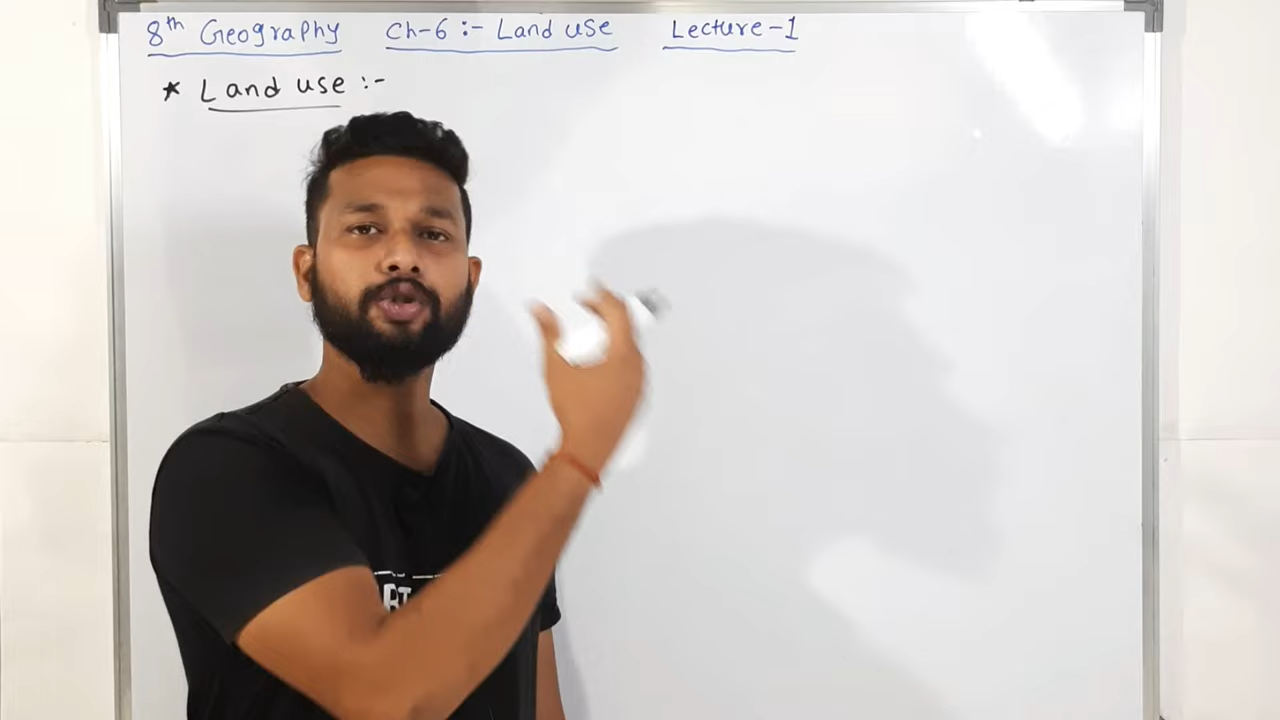 8th Geography Ch-6 :- Land use Lecture-1
* Land use :-